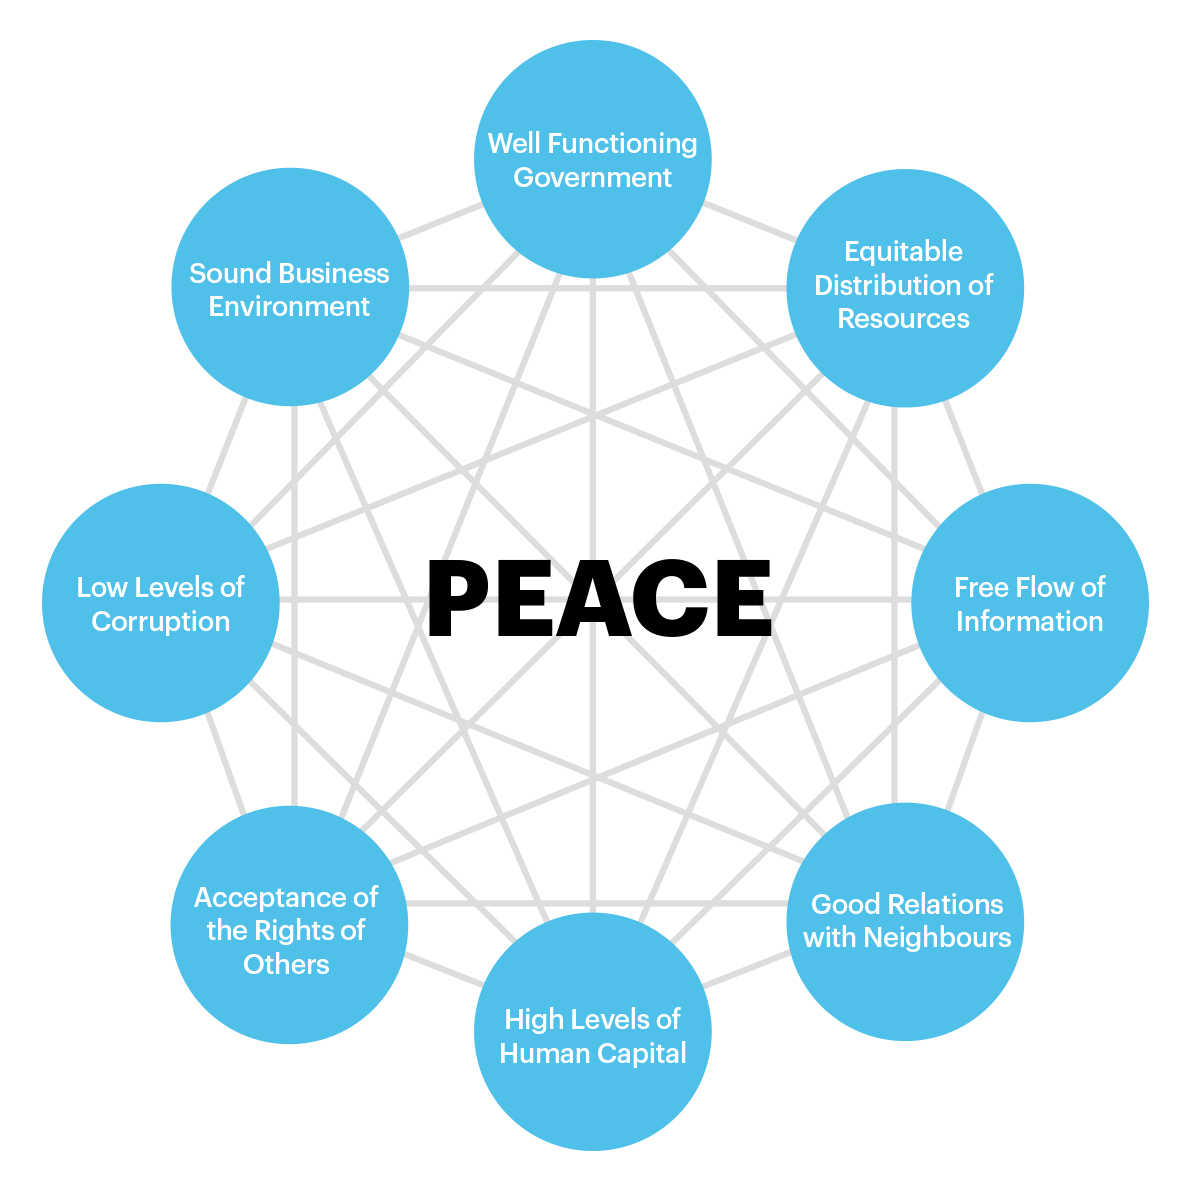 Well Functioning
Government
Equitable
Distribution of
Resources
Sound Business
Environment
PEACE
Low Levels of
Corruption
Free Flow of
Information
Acceptance of
the Rights of
Others
Good Relations
with Neighbours
High Levels of
Human Capital